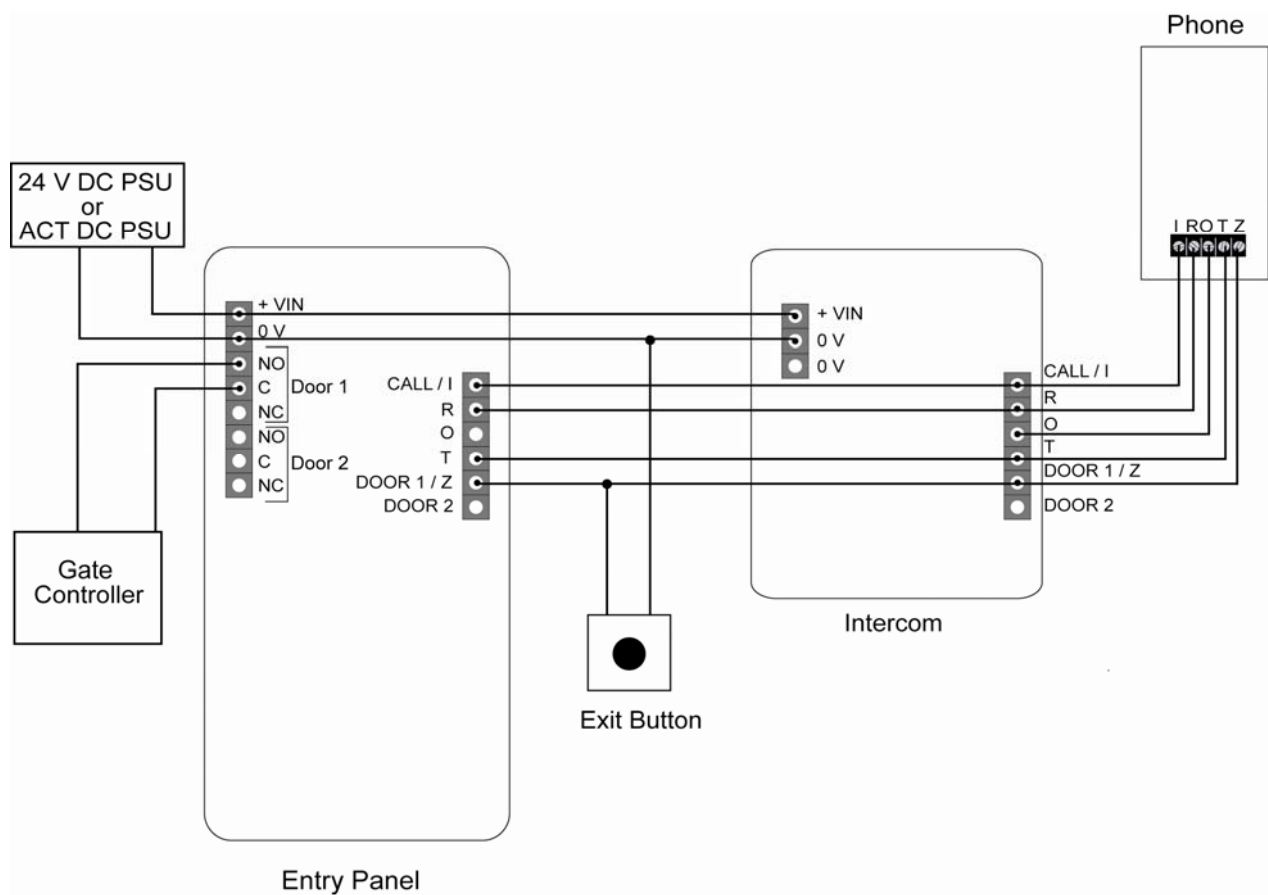 Phone
24 V DC PSU
or
ACT DC PSU
I R O T Z
+ VIN
0 V
NO
C
NC
Door 1
NO
C
NC
Door 2
CALL / I
R
O
T
DOOR 1 / Z
DOOR 2
+ VIN
0 V
0 V
CALL / I
R
O
T
DOOR 1 / Z
DOOR 2
Gate
Controller
Intercom
Exit Button
Entry Panel